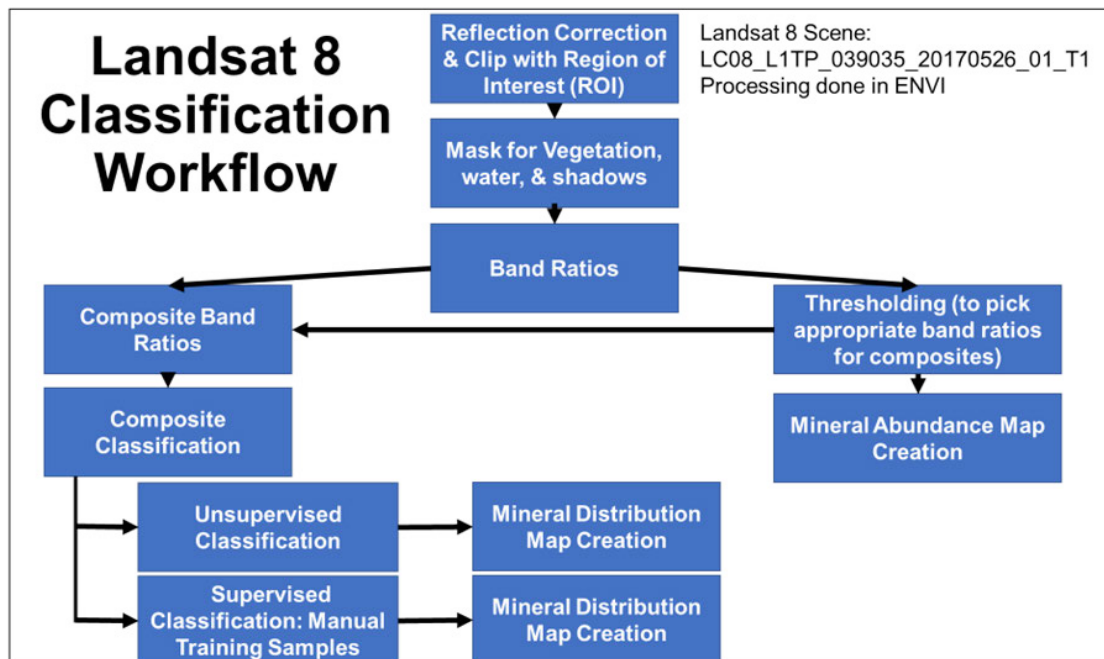 Landsat 8
Classification
Workflow
Reflection Correction
& Clip with Region of
Interest (ROI)
Landsat 8 Scene:
LC08_L1TP_039035_20170526_01_T1
Processing done in ENVI
Mask for Vegetation,
water, & shadows
Band Ratios
Composite Band
Ratios
Thresholding (to pick
appropriate band ratios
for composites)
Composite
Classification
Mineral Abundance Map
Creation
Unsupervised
Classification
Mineral Distribution
Map Creation
Supervised
Classification: Manual
Training Samples
Mineral Distribution
Map Creation